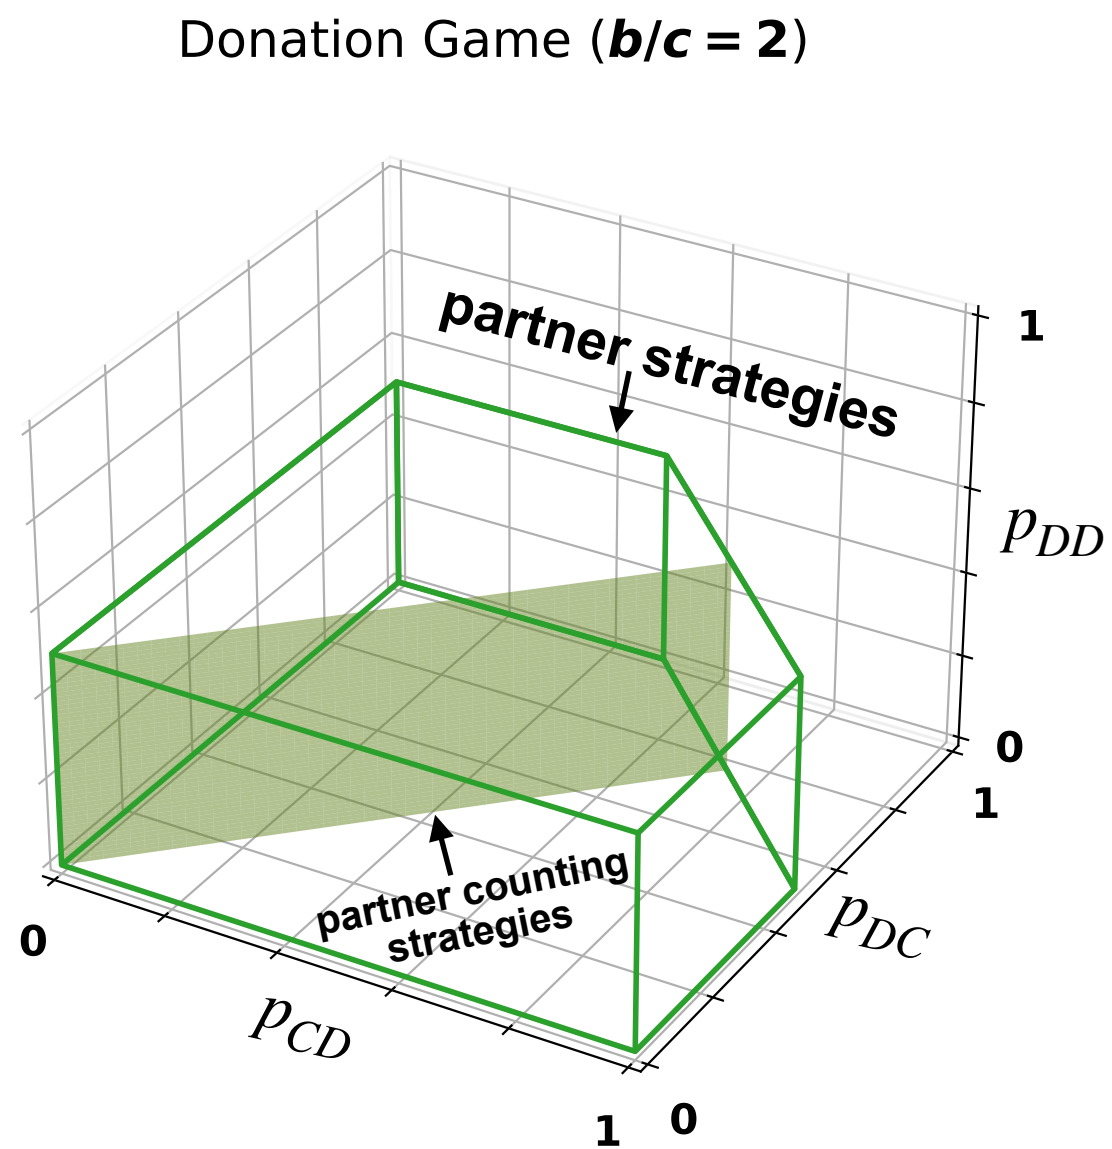 Donation Game (b/c = 2)
partner strategies
1
p_DD
0
1
partner counting
strategies
p_DC
0
p_CD
1
0